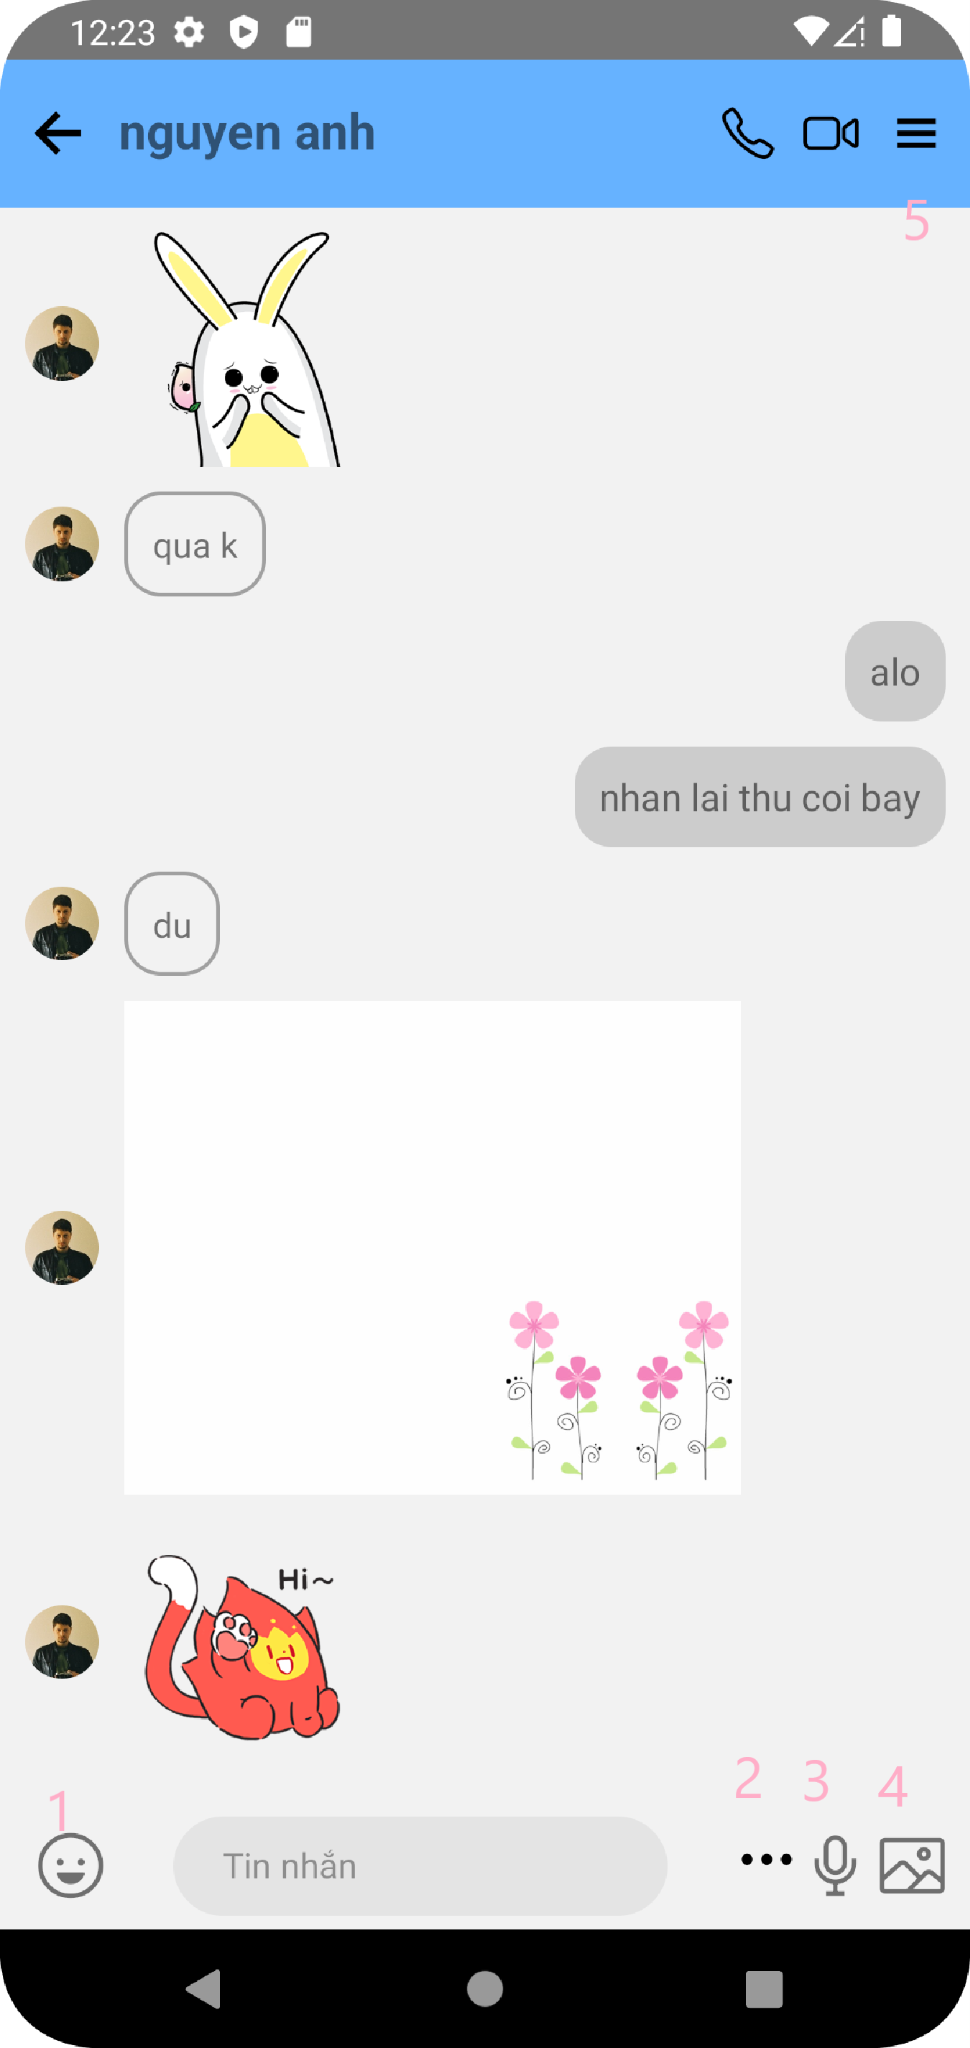 12:23
nguyen anh
5
qua k
alo
nhan lai thu coi bay
du
Hi~
1
2
3
4
Tin nhắn